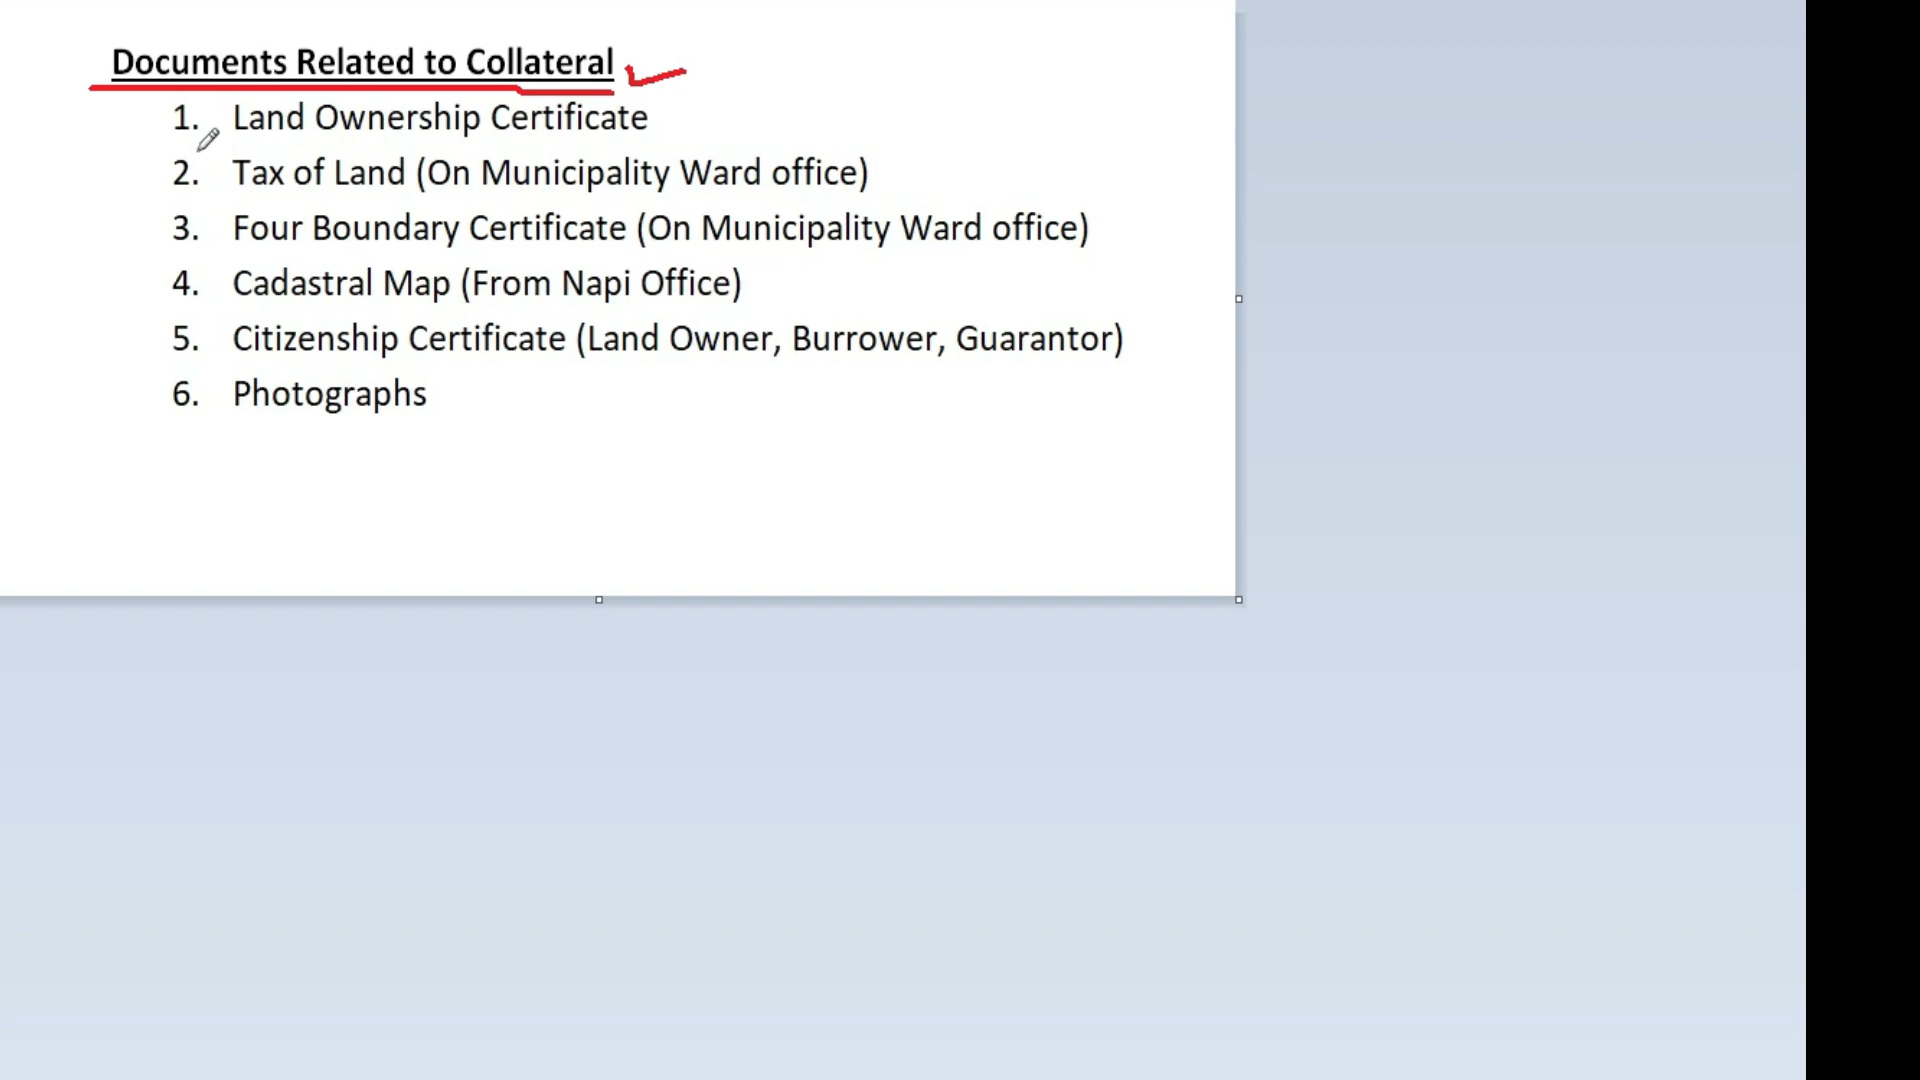 Documents Related to Collateral
1. Land Ownership Certificate
2. Tax of Land (On Municipality Ward office)
3. Four Boundary Certificate (On Municipality Ward office)
4. Cadastral Map (From Napi Office)
5. Citizenship Certificate (Land Owner, Burrower, Guarantor)
6. Photographs